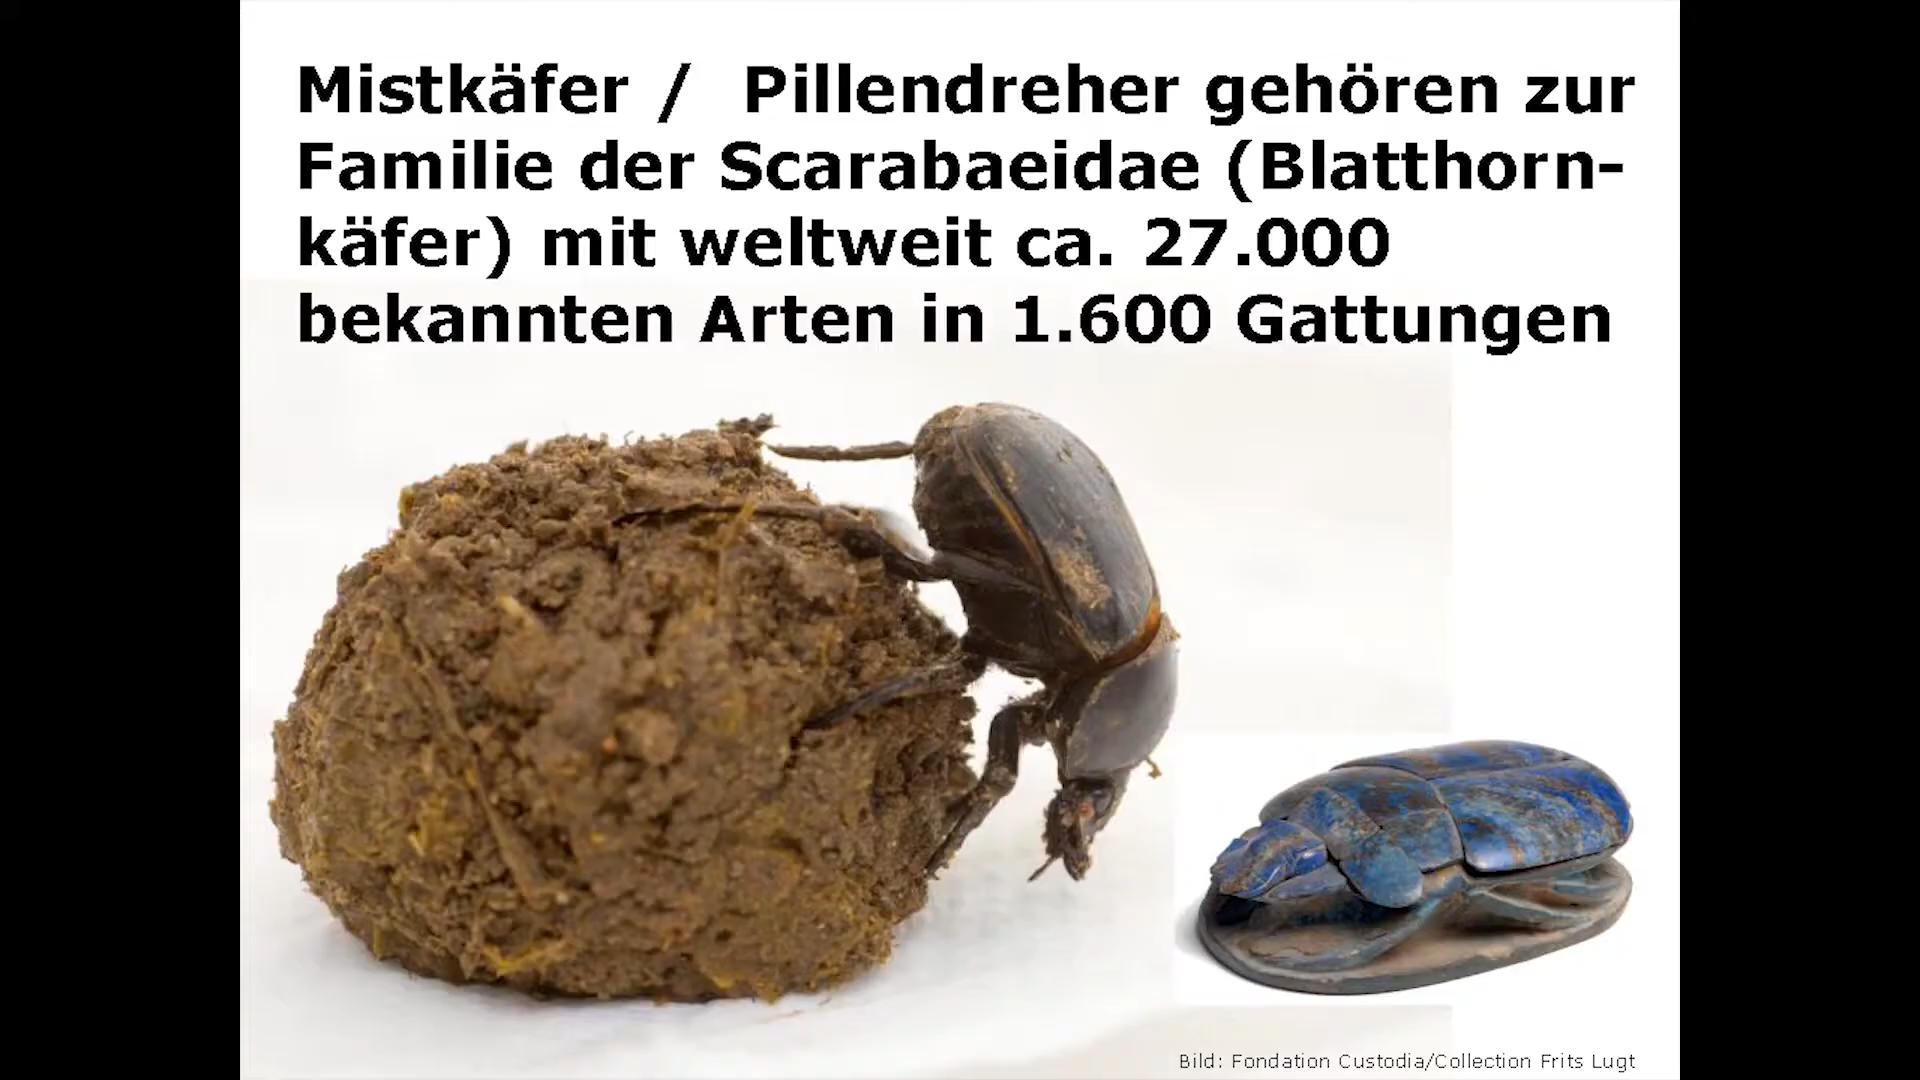 Mistkäfer / Pillendreher gehören zur
Familie der Scarabaeidae (Blatthorn-
käfer) mit weltweit ca. 27.000
bekannten Arten in 1.600 Gattungen
Bild: Fondation Custodia/Collection Frits Lugt